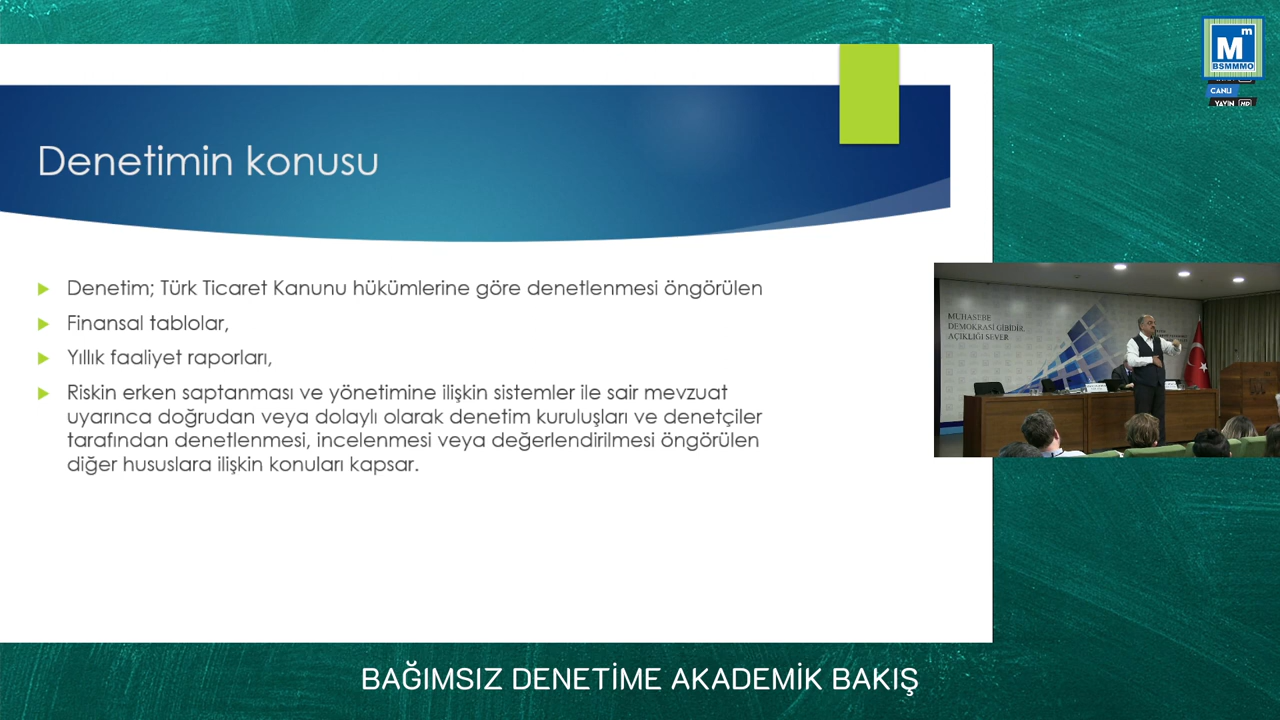 M m
BSMMMO
CANLI
YAYIN HD
Denetimin konusu
Denetim; Türk Ticaret Kanunu hükümlerine göre denetlenmesi öngörülen
Finansal tablolar,
Yıllık faaliyet raporları,
Riskin erken saptanması ve yönetimine ilişkin sistemler ile sair mevzuat
uyarınca doğrudan veya dolaylı olarak denetim kuruluşları ve denetçiler
tarafından denetlenmesi, incelenmesi veya değerlendirilmesi öngörülen
diğer hususlara ilişkin konuları kapsar.
MUHASEBE
DEMOKRASİ GİBİDİR,
AÇIKLIĞI SEVER.
BAĞIMSIZ DENETİME AKADEMİK BAKIŞ